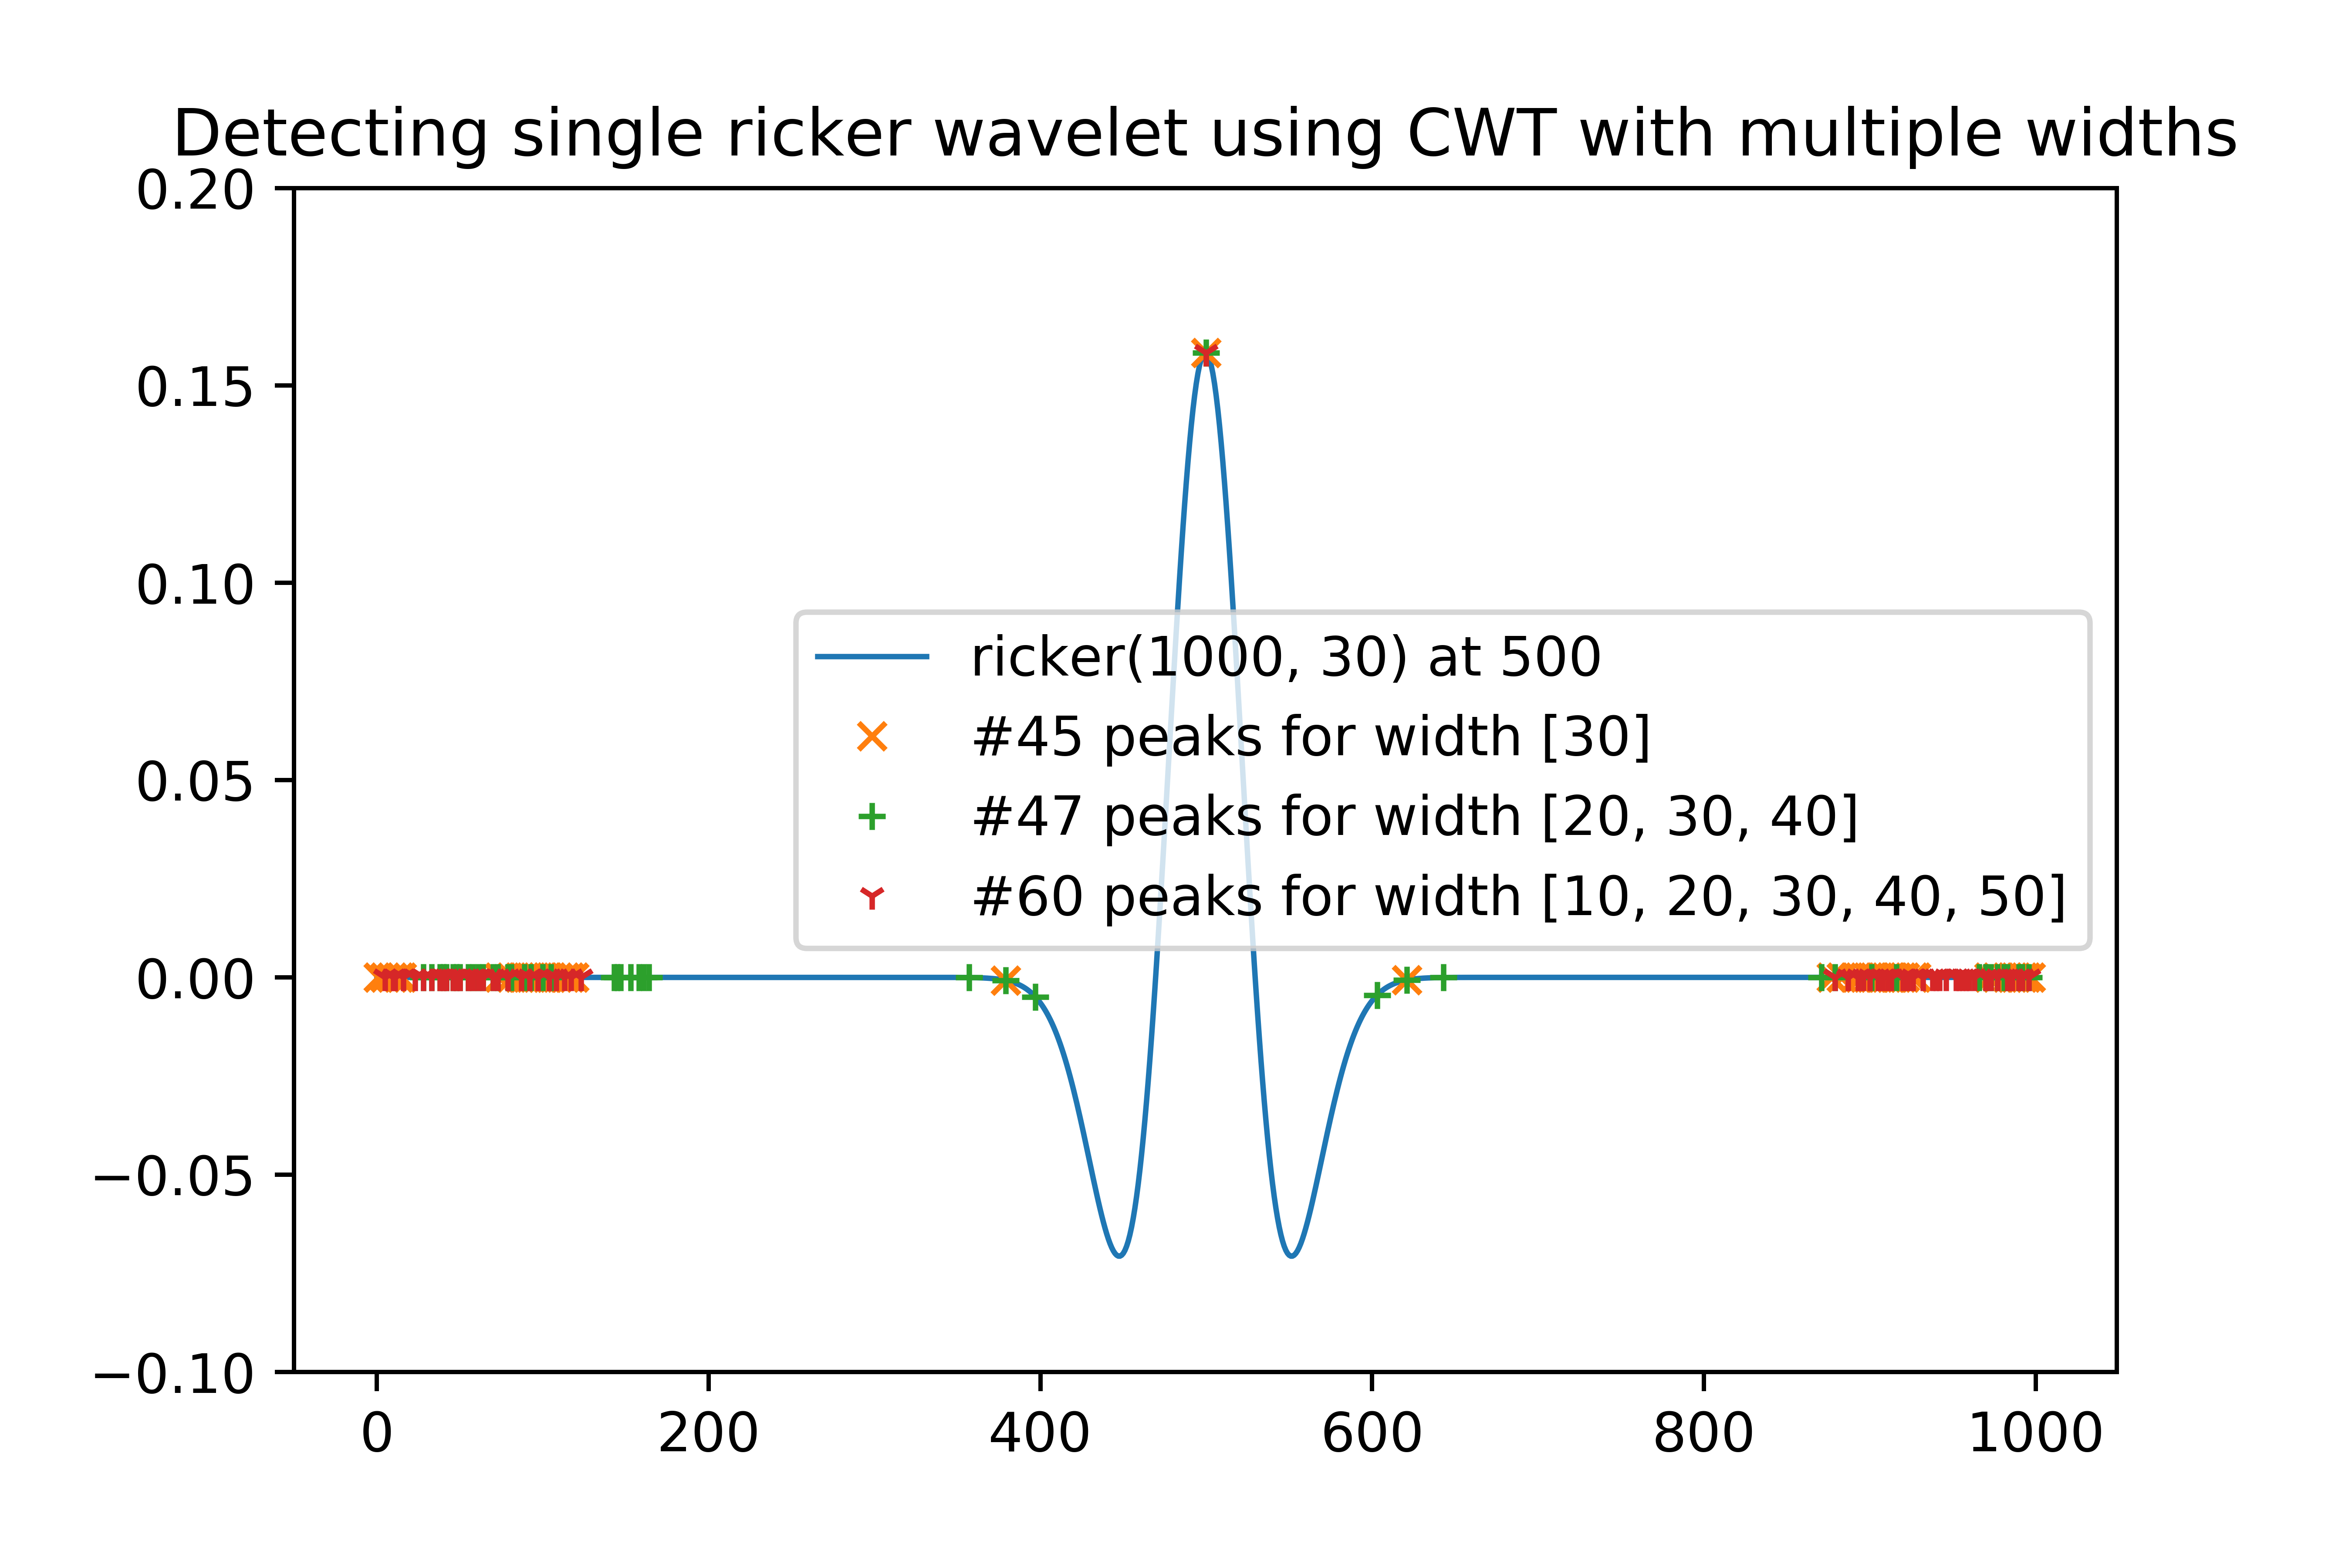 Detecting single ricker wavelet using CWT with multiple widths
0.20
0.15
0.10
0.05
0.00
−0.05
−0.10
ricker(1000, 30) at 500
#45 peaks for width [30]
#47 peaks for width [20, 30, 40]
#60 peaks for width [10, 20, 30, 40, 50]
0 200 400 600 800 1000